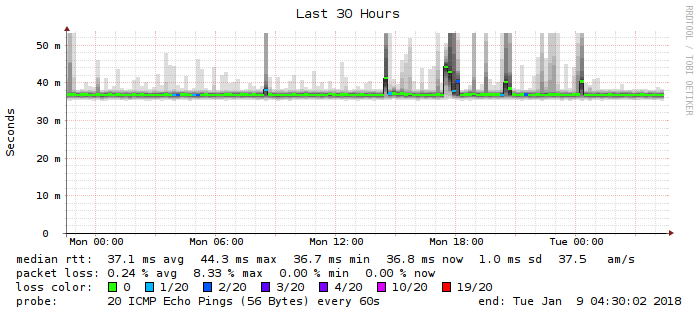 Last 30 Hours
RRDTOOL / TOBI OETIKER
Seconds
50 m
40 m
30 m
20 m
10 m
0
Mon 00:00 Mon 06:00 Mon 12:00 Mon 18:00 Tue 00:00
median rtt: 37.1 ms avg 44.3 ms max 36.7 ms min 36.8 ms now 1.0 ms sd 37.5 am/s
packet loss: 0.24 % avg 8.33 % max 0.00 % min 0.00 % now
loss color: 0 1/20 2/20 3/20 4/20 10/20 19/20
probe: 20 ICMP Echo Pings (56 Bytes) every 60s end: Tue Jan 9 04:30:02 2018